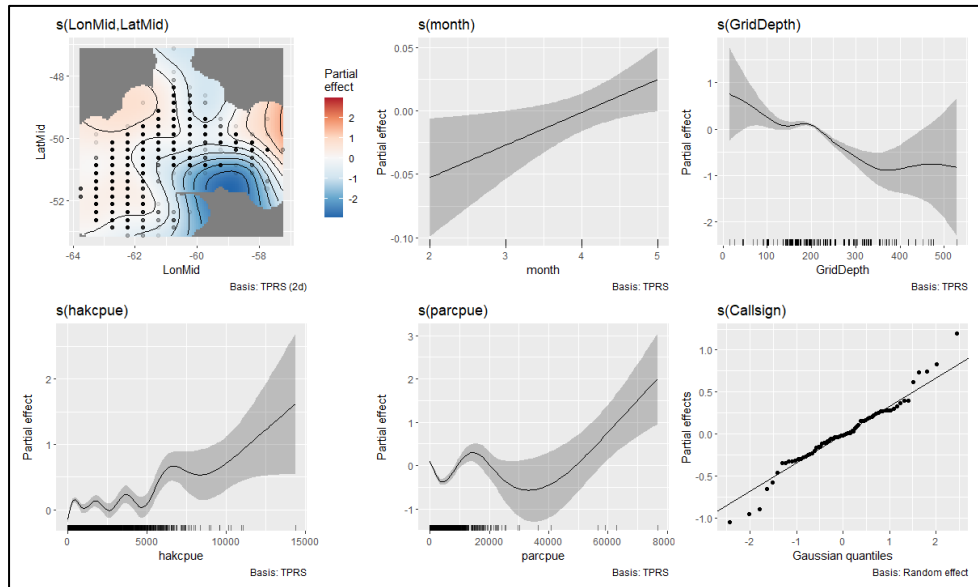 s(LonMid,LatMid)
LatMid
-48
-50
-52
-64
-62
-60
-58
LonMid
Basis: TPRS (2d)
Partial
effect
2
1
0
-1
-2
s(month)
Partial effect
0.05
0.00
-0.05
-0.10
2
3
4
5
month
Basis: TPRS
s(GridDepth)
Partial effect
1
0
-1
-2
0
100
200
300
400
500
GridDepth
Basis: TPRS
s(hakcpue)
Partial effect
2
1
0
0
5000
10000
15000
hakcpue
Basis: TPRS
s(parcpue)
Partial effect
3
2
1
0
-1
0
20000
40000
60000
80000
parcpue
Basis: TPRS
s(Callsign)
Partial effects
1.0
0.5
0.0
-0.5
-1.0
-2
-1
0
1
2
Gaussian quantiles
Basis: Random effect